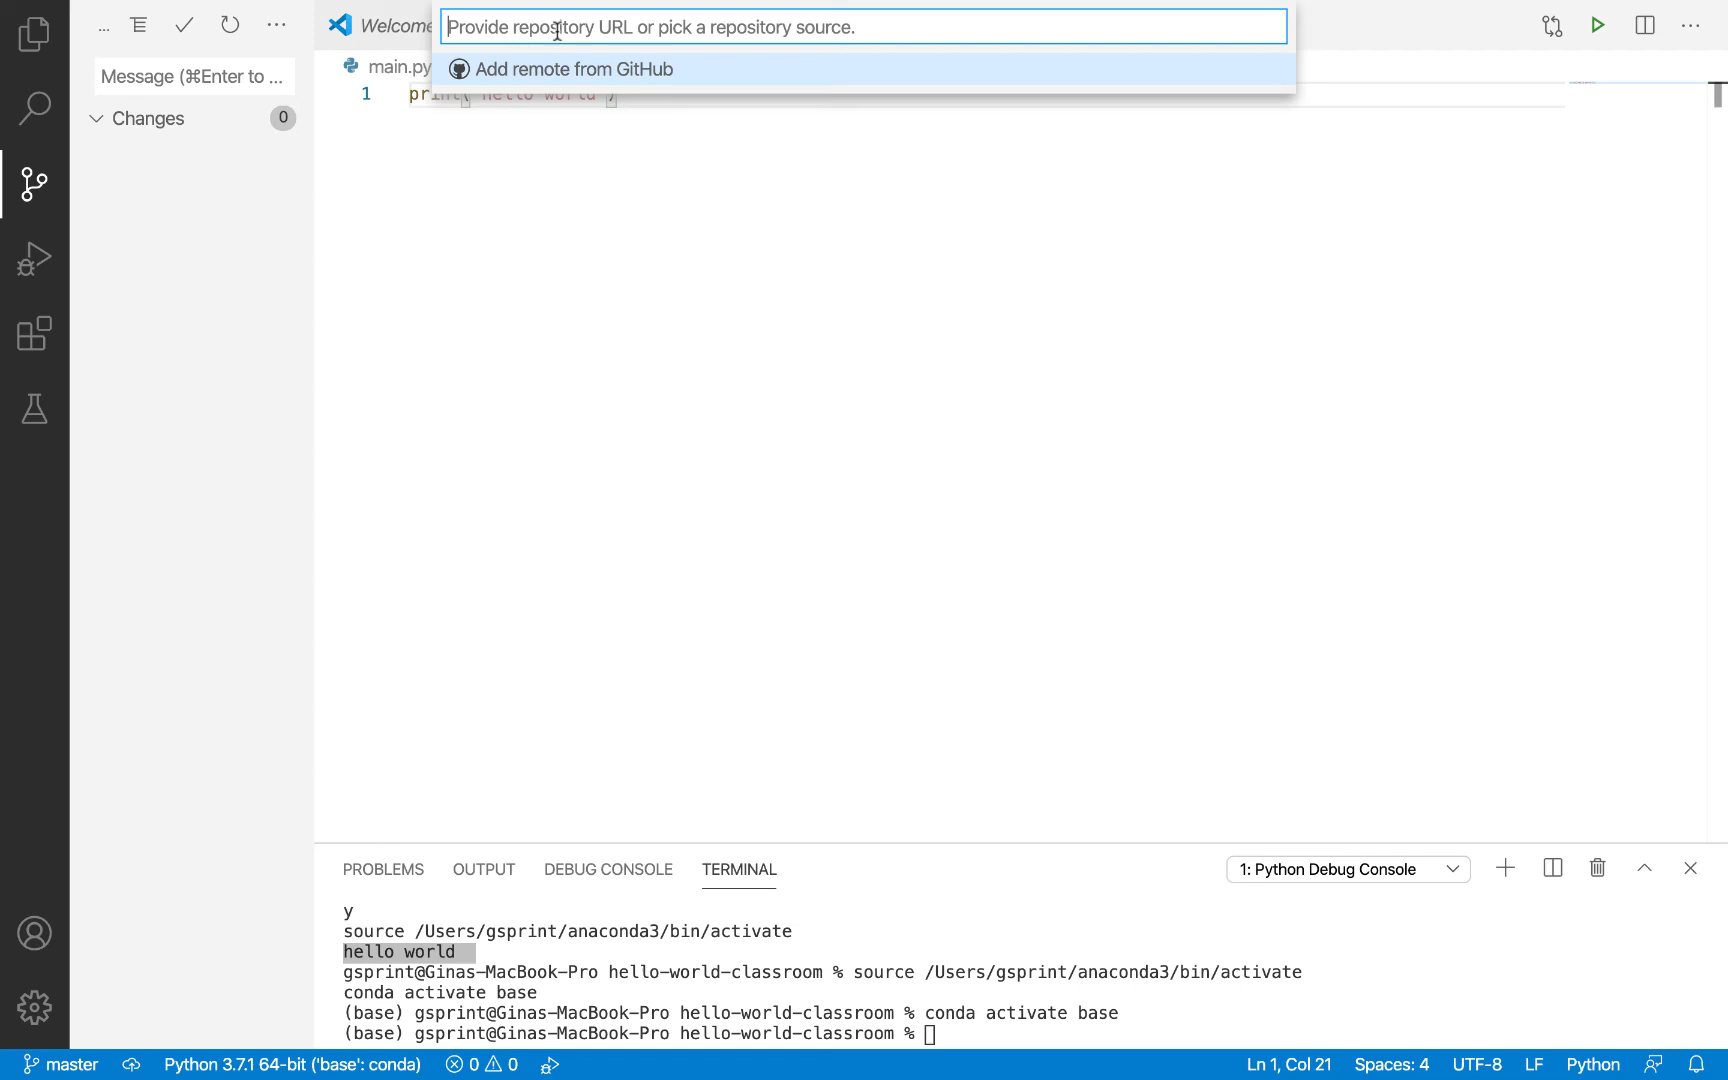 Message (⌘Enter to ...
Changes
0
Welcome
Provide repository URL or pick a repository source.
Add remote from GitHub
main.py
1
print('hello world')
PROBLEMS
OUTPUT
DEBUG CONSOLE
TERMINAL
1: Python Debug Console
y
source /Users/gsprint/anaconda3/bin/activate
hello world
gsprint@Ginas-MacBook-Pro hello-world-classroom % source /Users/gsprint/anaconda3/bin/activate
conda activate base
(base) gsprint@Ginas-MacBook-Pro hello-world-classroom % conda activate base
(base) gsprint@Ginas-MacBook-Pro hello-world-classroom %
master
Python 3.7.1 64-bit ('base': conda)
0
0
Ln 1, Col 21
Spaces: 4
UTF-8
LF
Python